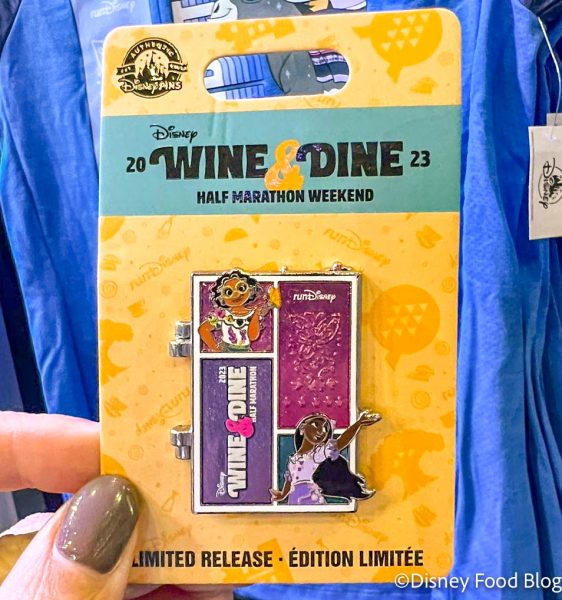 AUTHENTIC
DISNEY PINS
Disney
20 WINE & DINE 23
HALF MARATHON WEEKEND
runDisney
runDisney
2023
Disney WINE & DINE
HALF MARATHON
Disney
LIMITED RELEASE · ÉDITION LIMITÉE
©Disney Food Blog